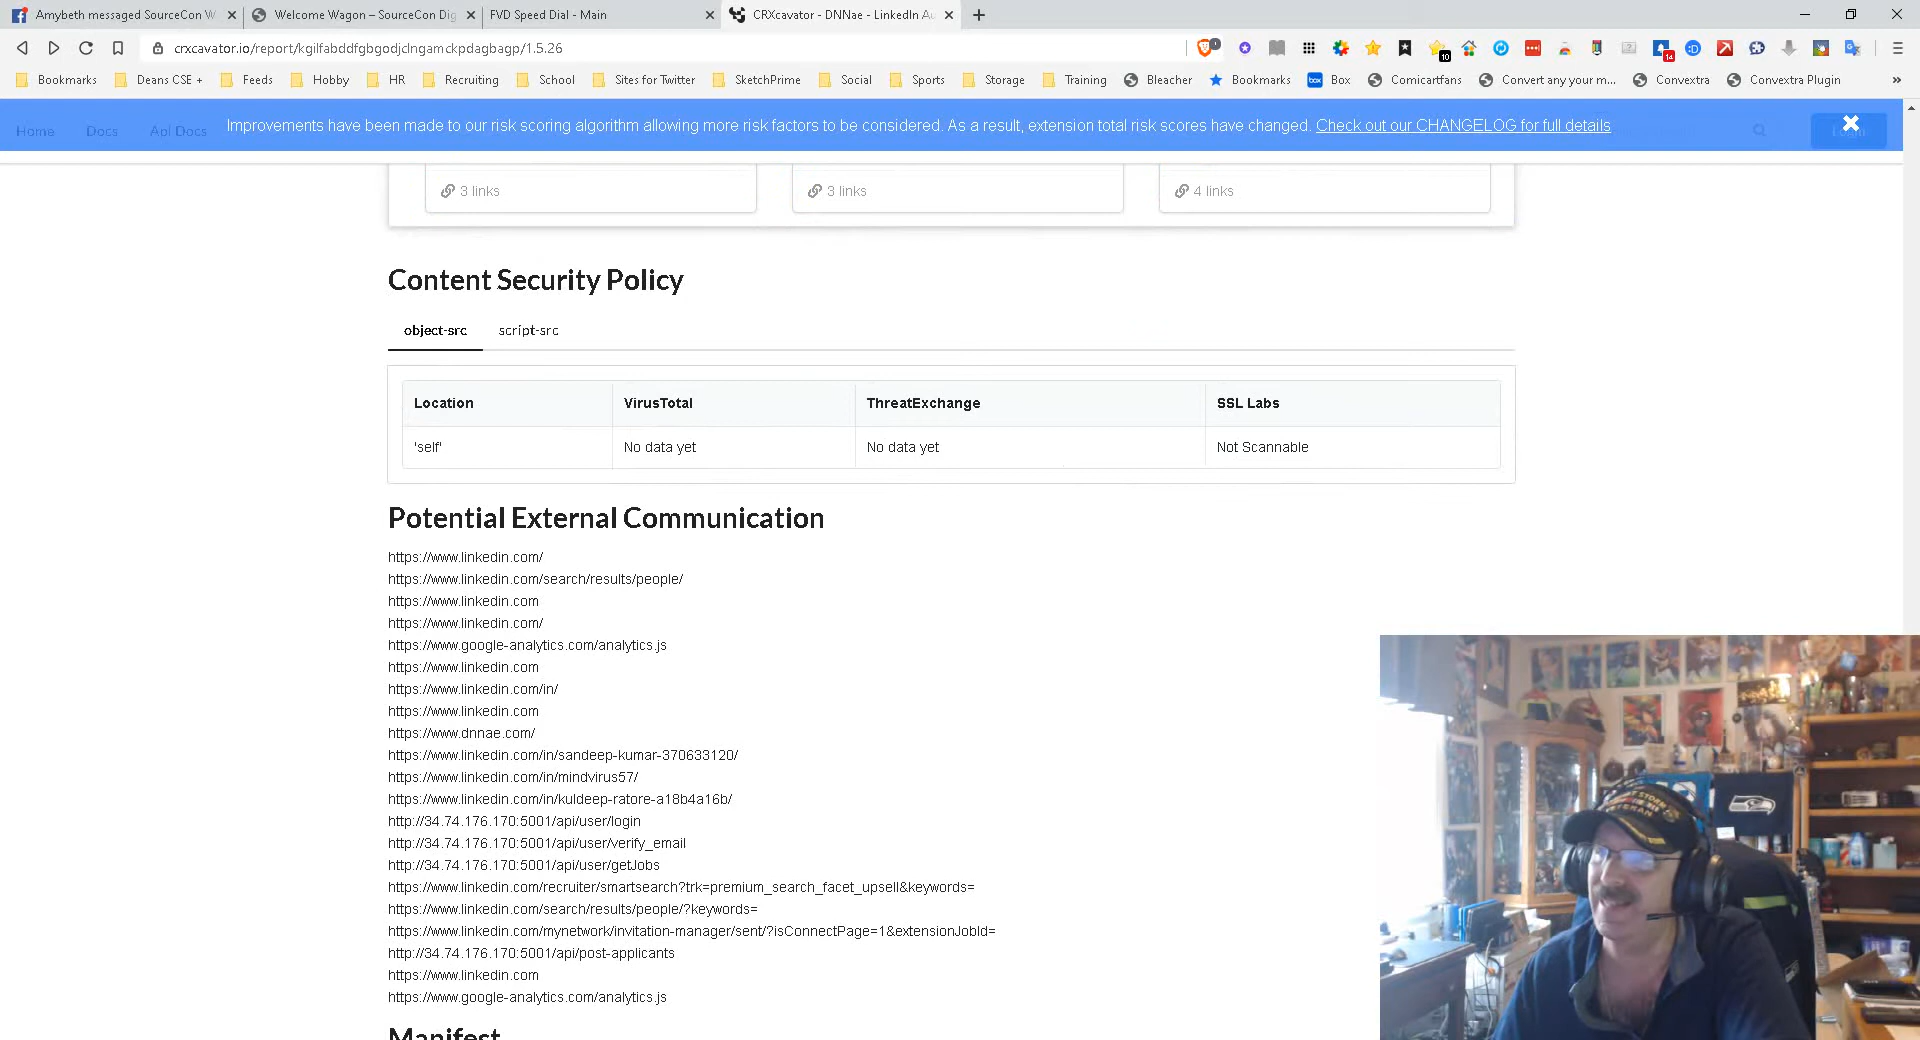 Amybeth messaged SourceCon W
Welcome Wagon – SourceCon Dig
FVD Speed Dial - Main
CRXcavator - DNNae - LinkedIn Au
crxcavator.io/report/kgilfabddfgbgodjclngamckpdagbagp/1.5.26
10
14
Bookmarks
Deans CSE +
Feeds
Hobby
HR
Recruiting
School
Sites for Twitter
SketchPrime
Social
Sports
Storage
Training
Bleacher
Bookmarks
box
Box
Comicartfans
Convert any your m...
Convextra
Convextra Plugin
»
Home
Docs
Api Docs
Improvements have been made to our risk scoring algorithm allowing more risk factors to be considered. As a result, extension total risk scores have changed. Check out our CHANGELOG for full details
3 links
3 links
4 links
Content Security Policy
object-src
script-src
Location
VirusTotal
ThreatExchange
SSL Labs
'self'
No data yet
No data yet
Not Scannable
Potential External Communication
https://www.linkedin.com/
https://www.linkedin.com/search/results/people/
https://www.linkedin.com
https://www.linkedin.com/
https://www.google-analytics.com/analytics.js
https://www.linkedin.com
https://www.linkedin.com/in/
https://www.linkedin.com
https://www.dnnae.com/
https://www.linkedin.com/in/sandeep-kumar-370633120/
https://www.linkedin.com/in/mindvirus57/
https://www.linkedin.com/in/kuldeep-ratore-a18b4a16b/
http://34.74.176.170:5001/api/user/login
http://34.74.176.170:5001/api/user/verify_email
http://34.74.176.170:5001/api/user/getJobs
https://www.linkedin.com/recruiter/smartsearch?trk=premium_search_facet_upsell&keywords=
https://www.linkedin.com/search/results/people/?keywords=
https://www.linkedin.com/mynetwork/invitation-manager/sent/?isConnectPage=1&extensionJobId=
http://34.74.176.170:5001/api/post-applicants
https://www.linkedin.com
https://www.google-analytics.com/analytics.js
Manifest